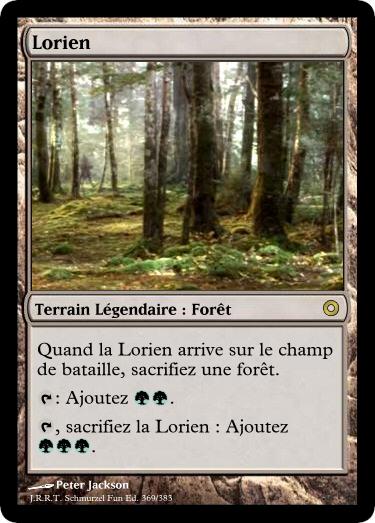 Lorien
Terrain Légendaire : Forêt
Quand la Lorien arrive sur le champ
de bataille, sacrifiez une forêt.
: Ajoutez .
, sacrifiez la Lorien : Ajoutez
.
Peter Jackson
J.R.R.T. Schmurzel Fun Ed. 369/383